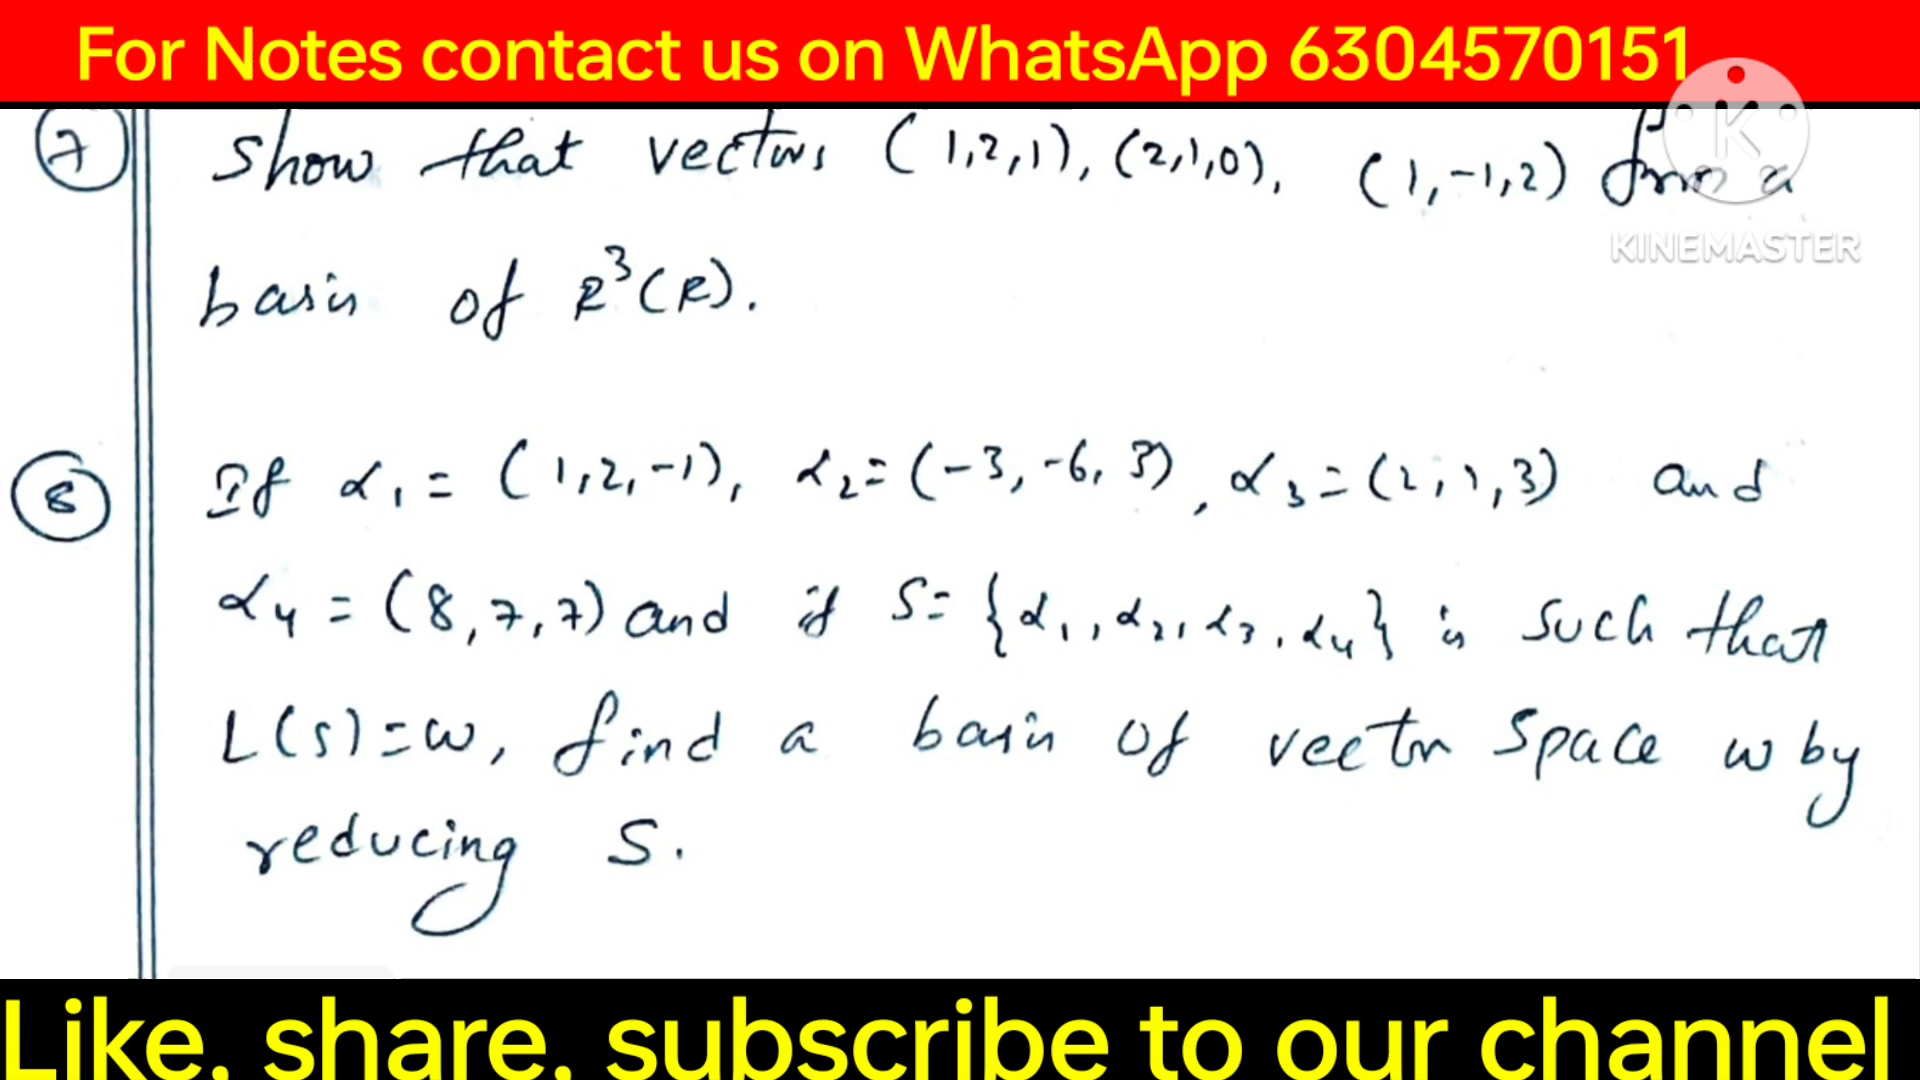 For Notes contact us on WhatsApp 6304570151
K
KINEMASTER
7 Show that vectors (1,2,1), (2,1,0), (1,-1,2) form a
basis of R³(R).
8 If α₁ = (1,2,-1), α₂ = (-3,-6,3), α₃ = (2,1,3) and
α₄ = (8,7,7) and if S = {α₁, α₂, α₃, α₄} is such that
L(S) = w, find a basis of vector space w by
reducing S.
Like, share, subscribe to our channel